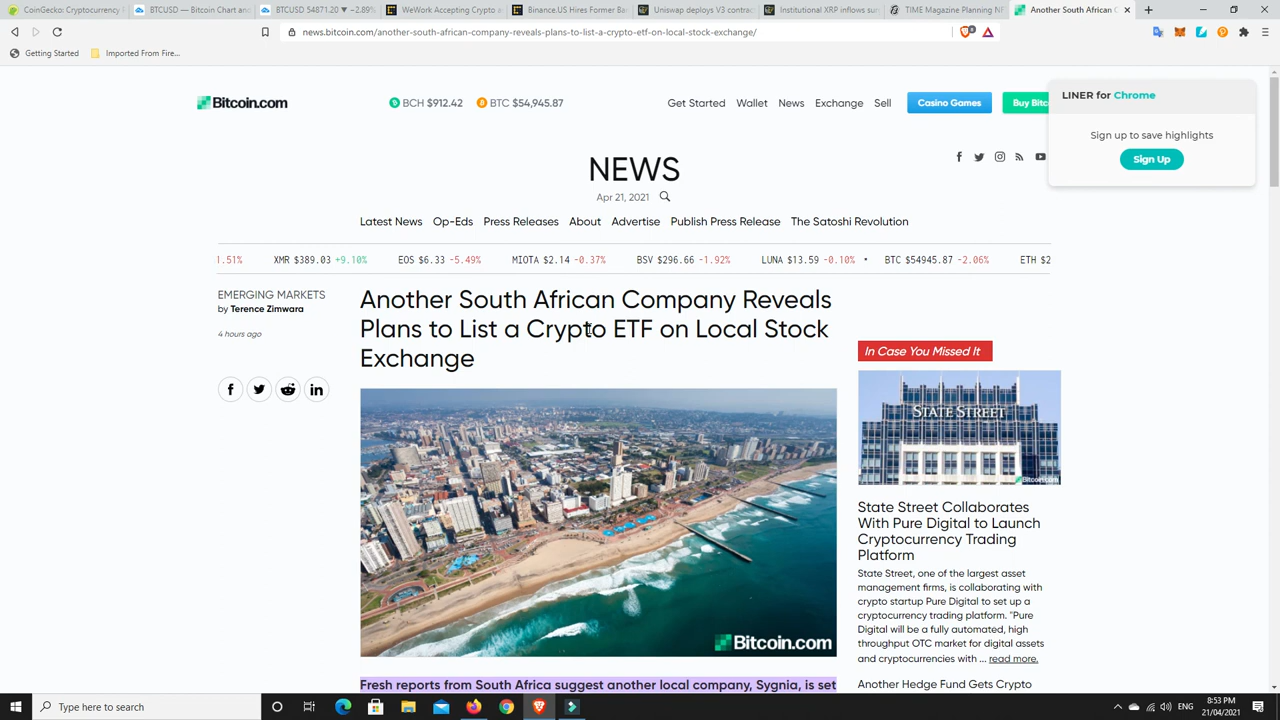 CoinGecko: Cryptocurrency
BTCUSD — Bitcoin Chart and
BTCUSD 54871.20 ▼ −2.89%
WeWork Accepting Crypto a
Binance.US Hires Former Ba
Uniswap deploys V3 contrac
Institutional XRP inflows su
TIME Magazine Planning NF
Another South African C
news.bitcoin.com/another-south-african-company-reveals-plans-to-list-a-crypto-etf-on-local-stock-exchange/
Getting Started
Imported From Fire...
Bitcoin.com
BCH $912.42
BTC $54,945.87
Get Started
Wallet
News
Exchange
Sell
Casino Games
Buy Bitc
LINER for Chrome
Sign up to save highlights
Sign Up
NEWS
Apr 21, 2021
Latest News
Op-Eds
Press Releases
About
Advertise
Publish Press Release
The Satoshi Revolution
1.51%
XMR $389.03 +9.10%
EOS $6.33 -5.49%
MIOTA $2.14 -0.37%
BSV $296.66 -1.92%
LUNA $13.59 -0.10%
BTC $54945.87 -2.06%
ETH $2
EMERGING MARKETS
by Terence Zimwara
4 hours ago
Another South African Company Reveals
Plans to List a Crypto ETF on Local Stock
Exchange
Bitcoin.com
Fresh reports from South Africa suggest another local company, Sygnia, is set
In Case You Missed It
STATE STREET
Bitcoin.com
State Street Collaborates
With Pure Digital to Launch
Cryptocurrency Trading
Platform
State Street, one of the largest asset
management firms, is collaborating with
crypto startup Pure Digital to set up a
cryptocurrency trading platform. "Pure
Digital will be a fully automated, high
throughput OTC market for digital assets
and cryptocurrencies with ... read more.
Another Hedge Fund Gets Crypto
Type here to search
ENG
8:53 PM
21/04/2021